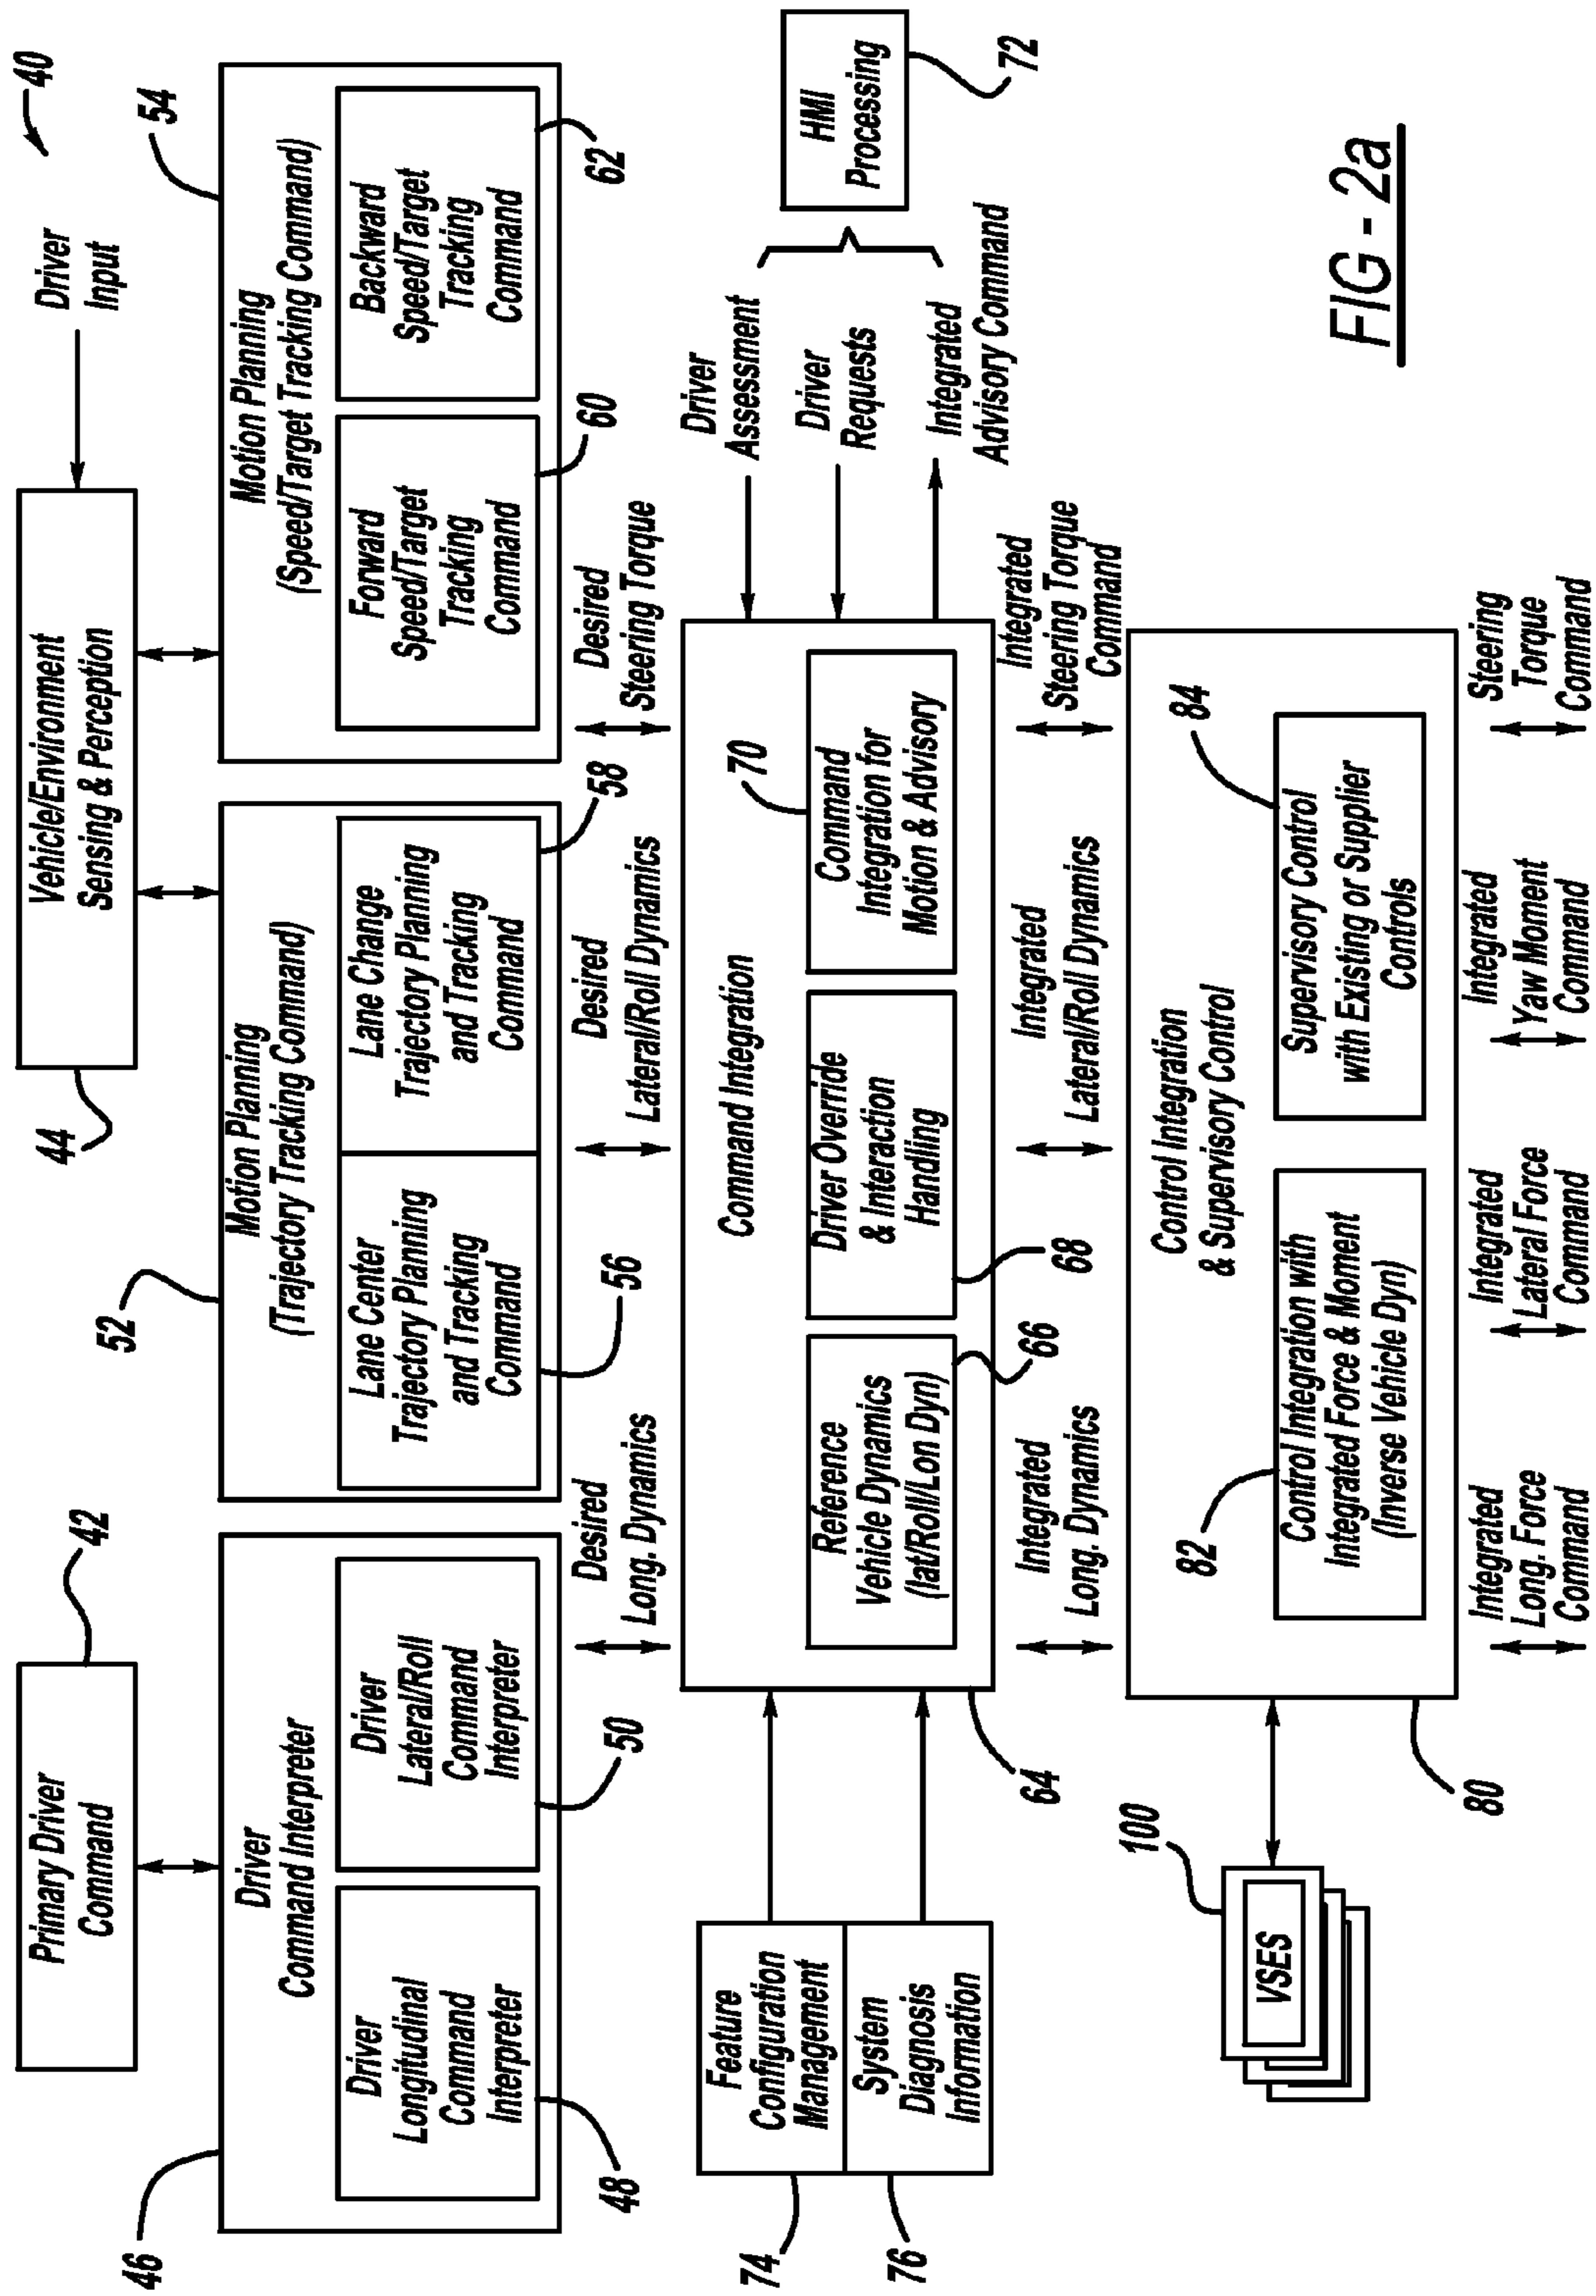 40
Primary Driver
Command
42
Vehicle/Environment
Sensing & Perception
44
Driver
Input
46
Driver
Command Interpreter
Driver
Longitudinal
Command
Interpreter
48
Driver
Lateral/Roll
Command
Interpreter
50
52
Motion Planning
(Trajectory Tracking Command)
Lane Center
Trajectory Planning
and Tracking
Command
56
Lane Change
Trajectory Planning
and Tracking
Command
58
54
Motion Planning
(Speed/Target Tracking Command)
Forward
Speed/Target
Tracking
Command
60
Backward
Speed/Target
Tracking
Command
62
Desired
Long. Dynamics
Desired
Lateral/Roll Dynamics
Desired
Steering Torque
Feature
Configuration
Management
74
System
Diagnosis
Information
76
Command Integration
Reference
Vehicle Dynamics
(lat/Roll/Lon Dyn)
66
Driver Override
& Interaction
Handling
68
Command
Integration for
Motion & Advisory
70
64
Driver
Assessment
Driver
Requests
Integrated
Advisory Command
HMI
Processing
72
Integrated
Long. Dynamics
Integrated
Lateral/Roll Dynamics
Integrated
Steering Torque
Command
100
VSES
Control Integration
& Supervisory Control
82
Control Integration with
Integrated Force & Moment
(Inverse Vehicle Dyn)
84
Supervisory Control
with Existing or Supplier
Controls
80
Integrated
Long. Force
Command
Integrated
Lateral Force
Command
Integrated
Yaw Moment
Command
Steering
Torque
Command
FIG - 2a